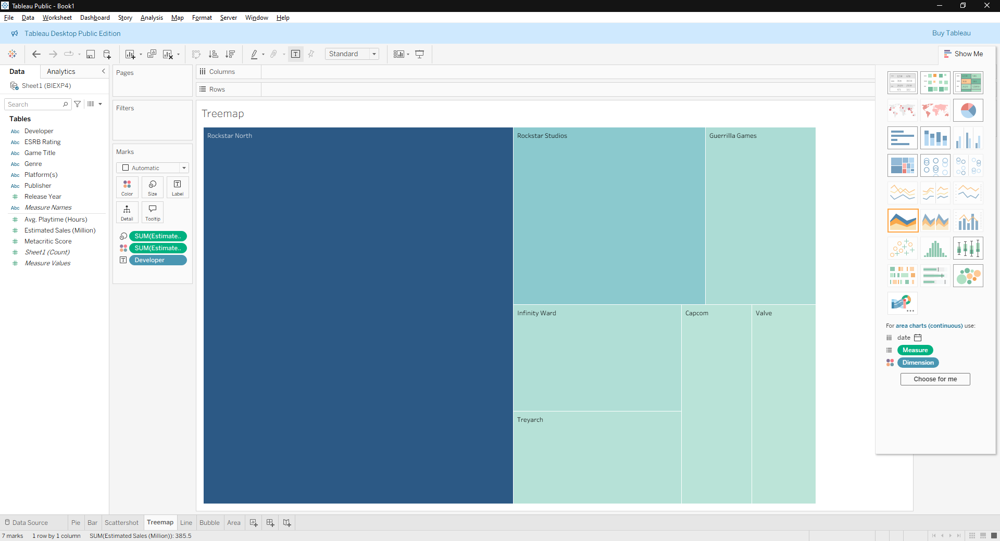 Tableau Public - Book1
File Data Worksheet Dashboard Story Analysis Map Format Server Window Help
Tableau Desktop Public Edition
Buy Tableau
Standard
Show Me
Data
Analytics
Sheet1 (BIEXP4)
Search
Tables
Abc Developer
Abc ESRB Rating
Abc Game Title
Abc Genre
Abc Platform(s)
Abc Publisher
# Release Year
Abc Measure Names
# Avg. Playtime (Hours)
# Estimated Sales (Million)
# Metacritic Score
# Sheet1 (Count)
# Measure Values
Pages
Filters
Marks
Automatic
Color
Size
Label
Detail
Tooltip
SUM(Estimate..
SUM(Estimate..
Developer
Columns
Rows
Treemap
Rockstar North
Rockstar Studios
Guerrilla Games
Infinity Ward
Capcom
Valve
Treyarch
For area charts (continuous) use:
date
Measure
Dimension
Choose for me
Data Source
Pie
Bar
Scattershot
Treemap
Line
Bubble
Area
7 marks
1 row by 1 column
SUM(Estimated Sales (Million)): 385.5